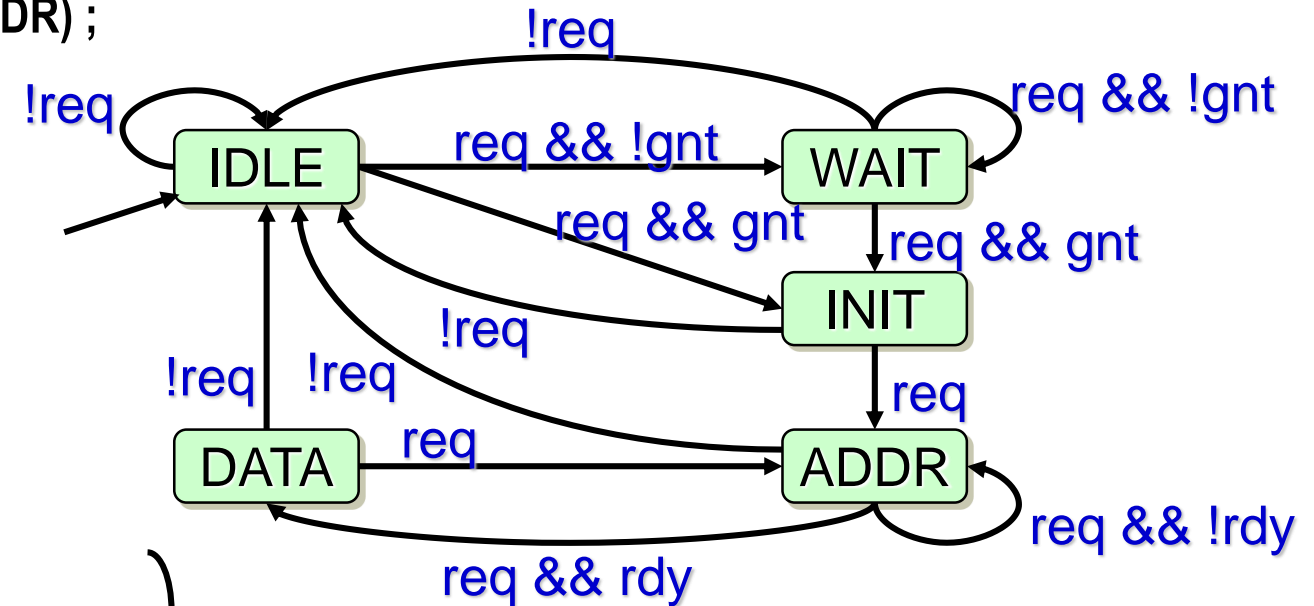 DR) ;
!req
!req
req && !gnt
IDLE
req && !gnt
WAIT
req && gnt
req && gnt
INIT
!req
!req
!req
req
DATA
req
ADDR
req && !rdy
req && rdy